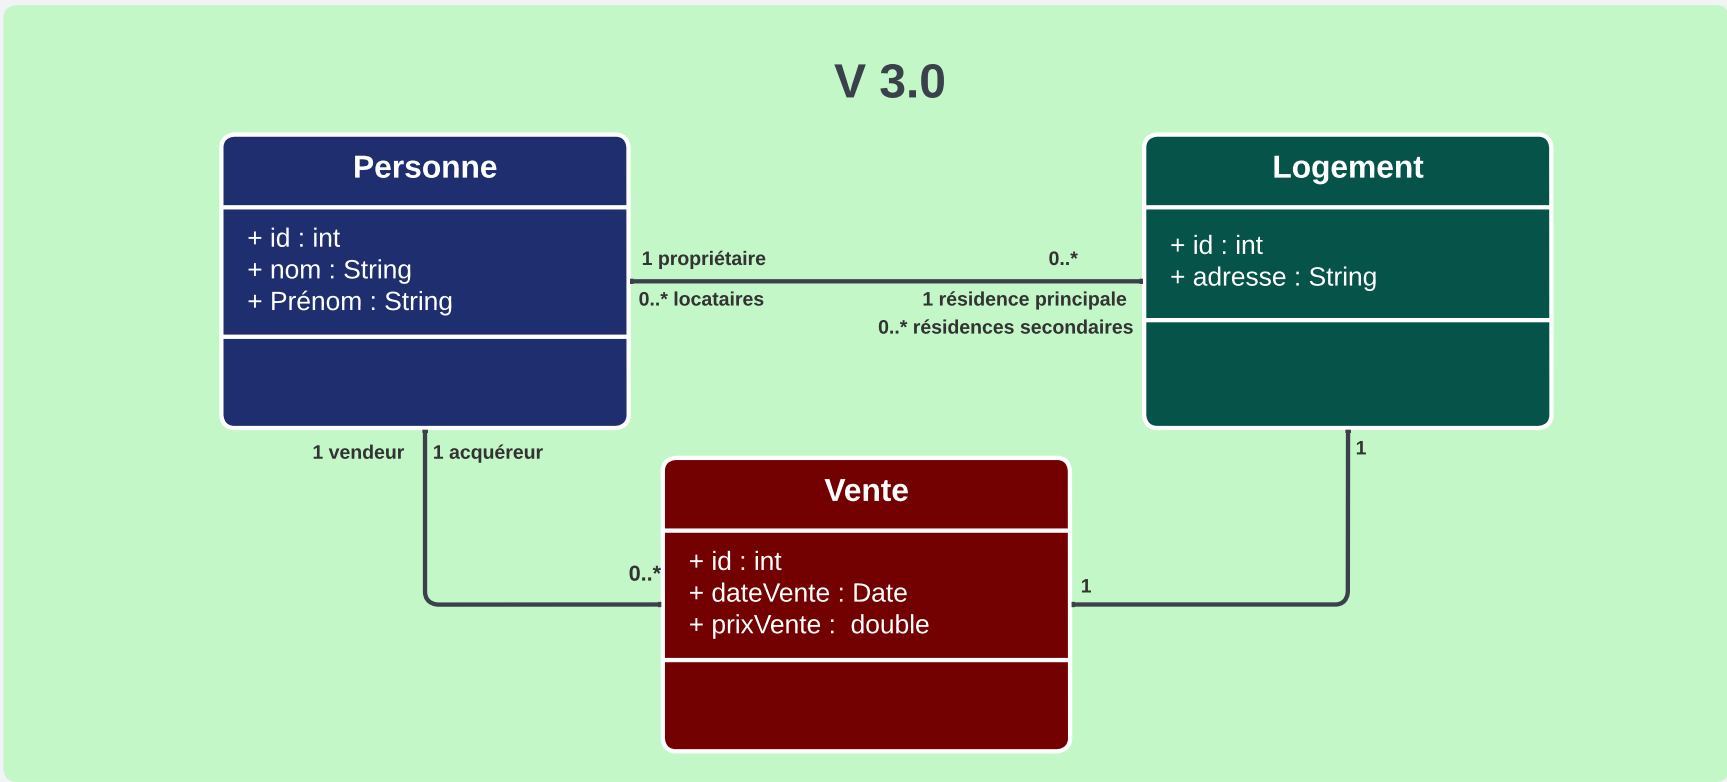 V 3.0
Personne
+ id : int
+ nom : String
+ Prénom : String
Logement
+ id : int
+ adresse : String
1 propriétaire
0..*
0..* locataires
1 résidence principale
0..* résidences secondaires
1 vendeur
1 acquéreur
1
Vente
+ id : int
+ dateVente : Date
+ prixVente :  double
0..*
1